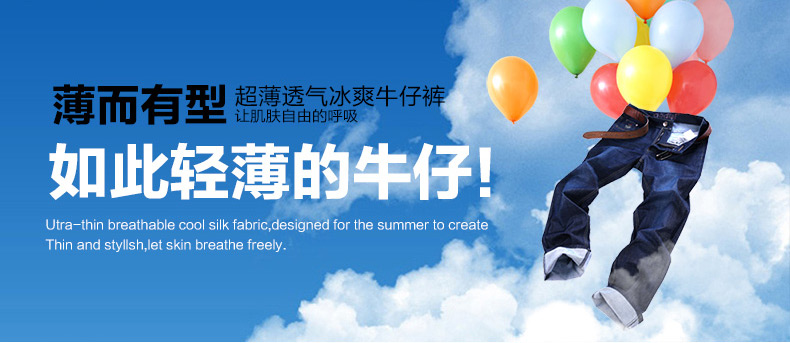 薄而有型
超薄透气冰爽牛仔裤
让肌肤自由的呼吸
如此轻薄的牛仔!
Utra-thin breathable cool silk fabric,designed for the summer to create
Thin and styllsh,let skin breathe freely.